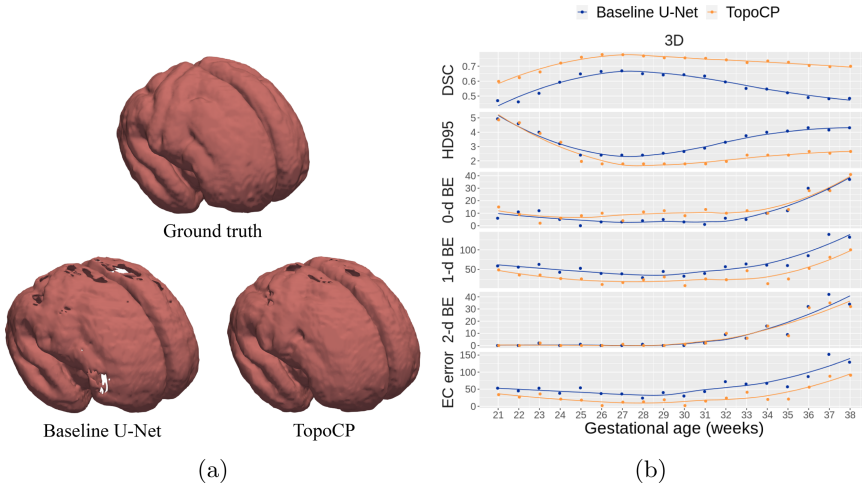 Baseline U-Net TopoCP
3D
DSC
0.7
0.6
0.5
HD95
5
4
3
2
0-d BE
40
30
20
10
0
1-d BE
100
50
2-d BE
40
30
20
10
0
EC error
150
100
50
0
21 22 23 24 25 26 27 28 29 30 31 32 33 34 35 36 37 38
Gestational age (weeks)
Ground truth
Baseline U-Net TopoCP
(a) (b)